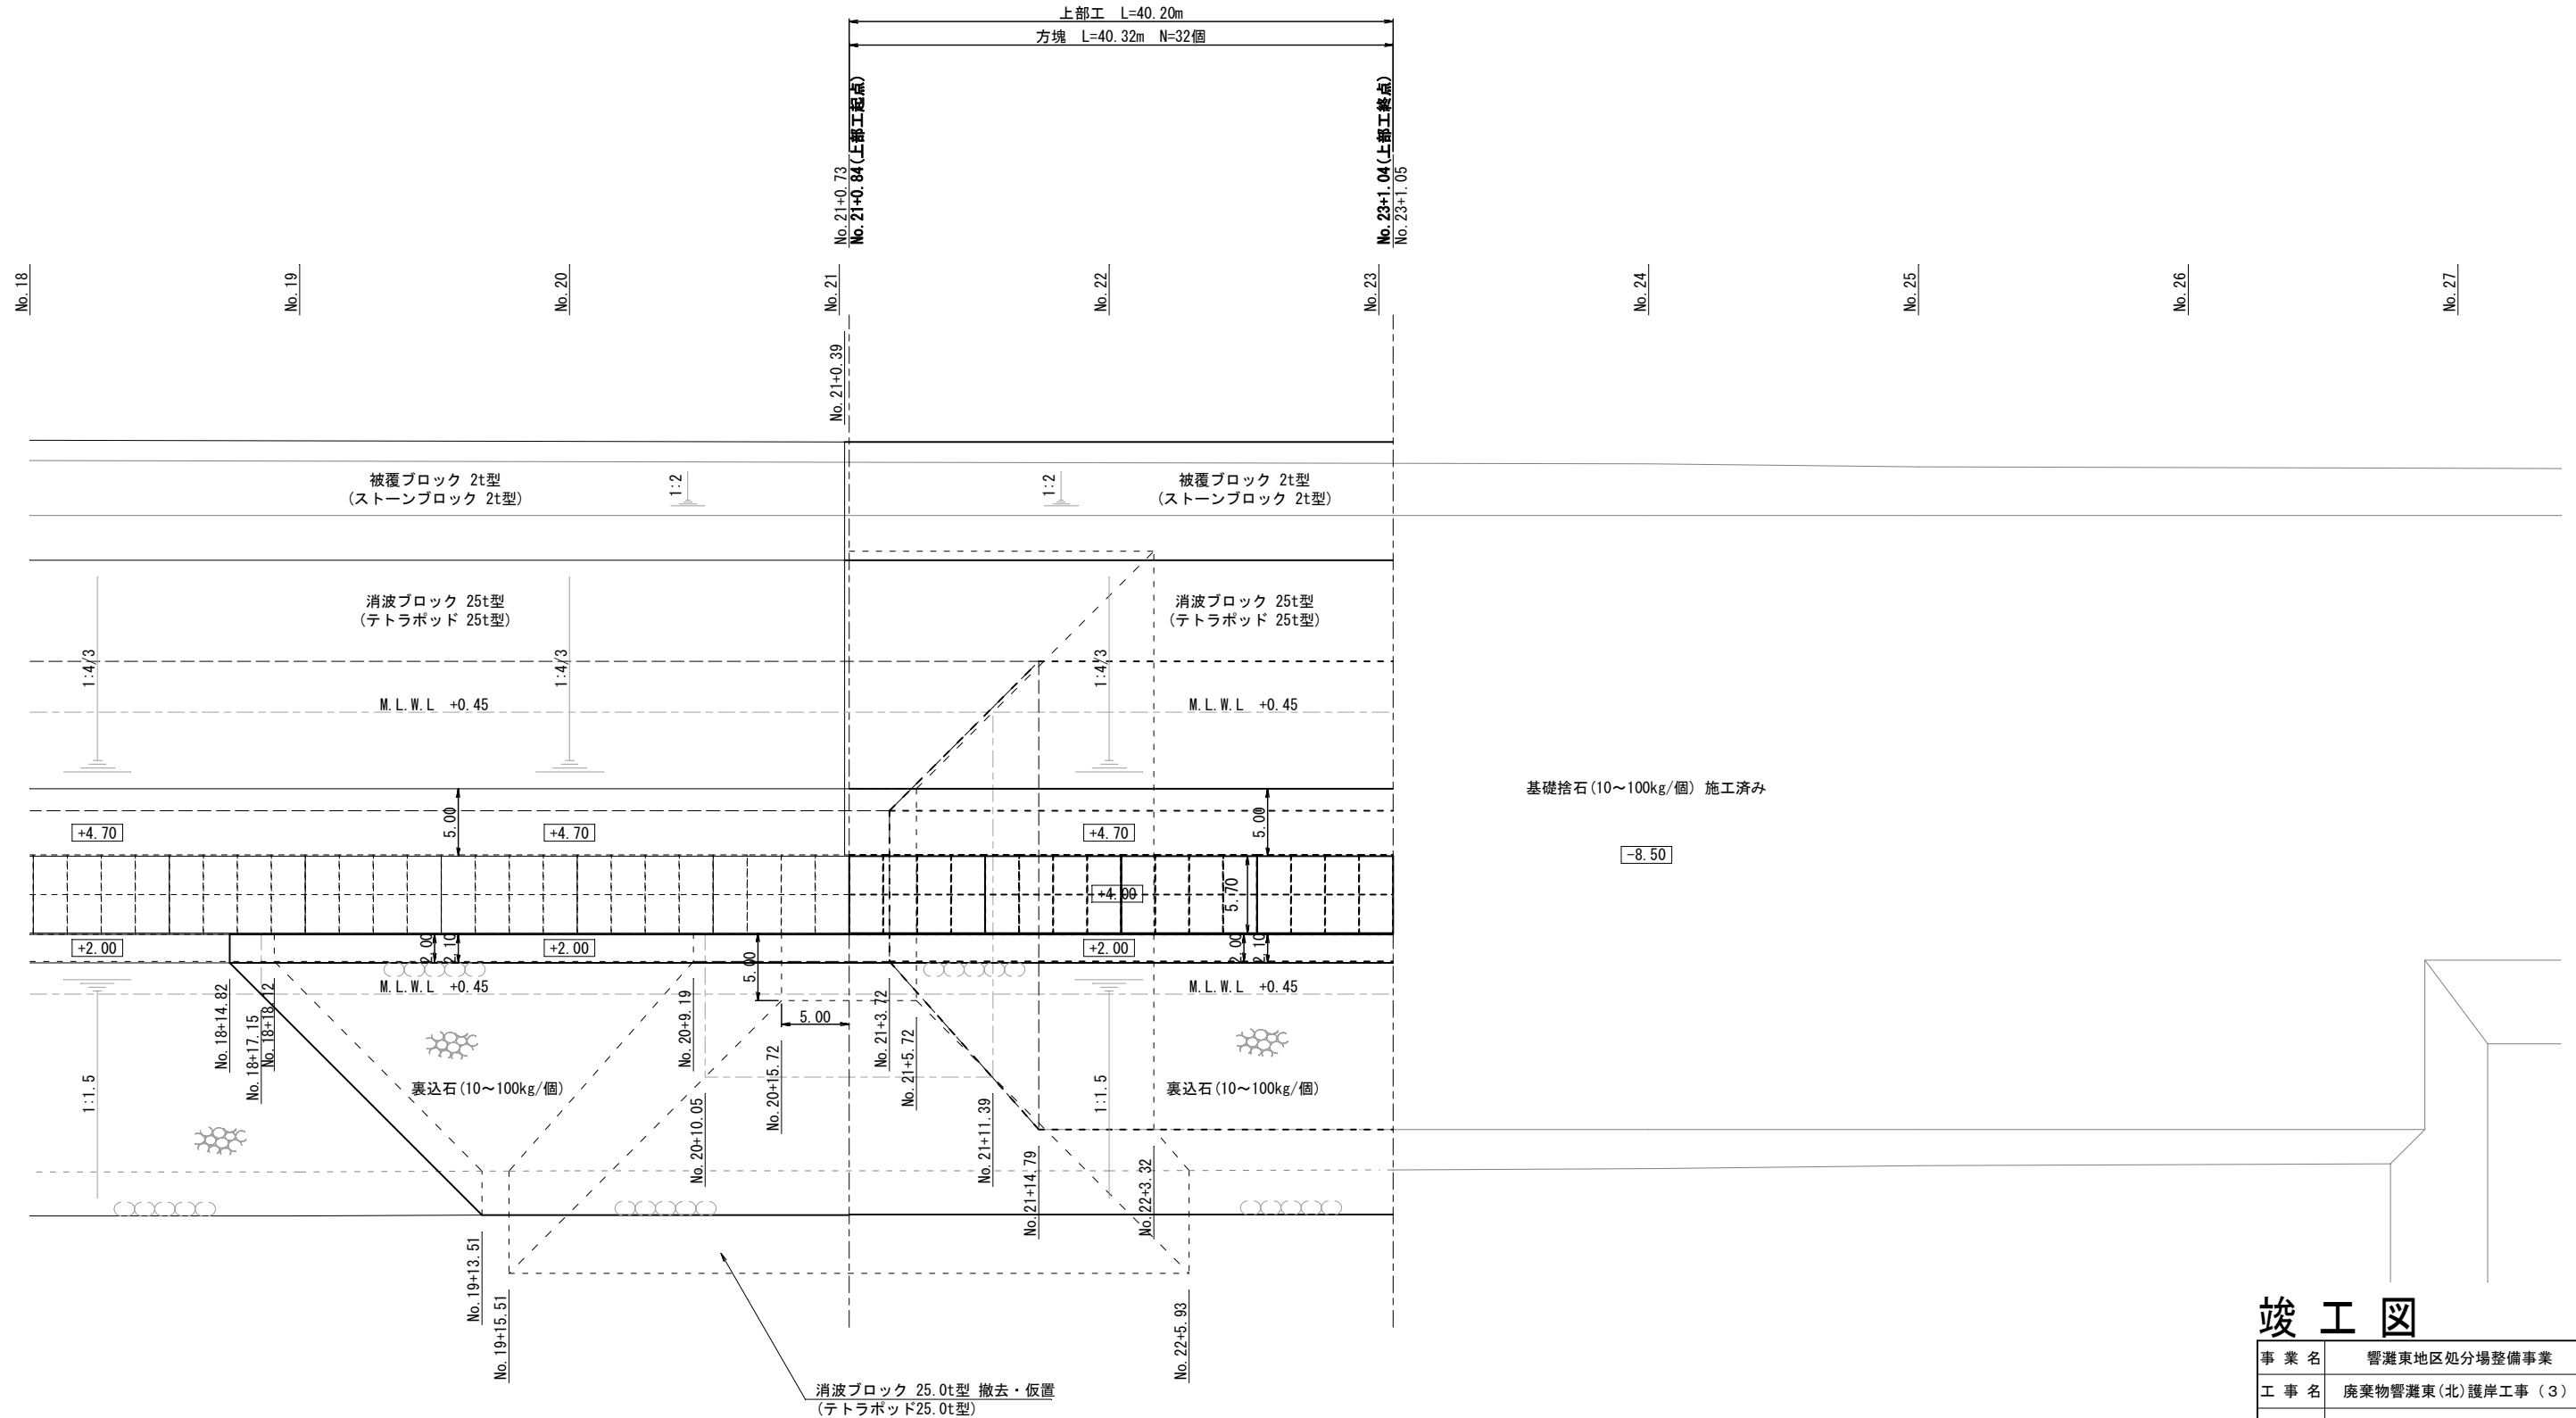 上部工 L=40.20m
方塊 L=40.32m N=32個
No.21+0.73
No.21+0.84(上部工起点)
No.23+1.04(上部工終点)
No.23+1.05
No.18
No.19
No.20
No.21
No.22
No.23
No.24
No.25
No.26
No.27
No.21+0.39
被覆ブロック 2t型
(ストーンブロック 2t型)
1:2
1:2
被覆ブロック 2t型
(ストーンブロック 2t型)
消波ブロック 25t型
(テトラポッド 25t型)
消波ブロック 25t型
(テトラポッド 25t型)
1:4/3
1:4/3
1:4/3
M.L.W.L +0.45
M.L.W.L +0.45
基礎捨石(10～100kg/個) 施工済み
+4.70
5.00
+4.70
+4.70
5.00
-8.50
+4.00
5.70
+2.00
2.00
2.10
+2.00
5.00
+2.00
2.00
2.10
M.L.W.L +0.45
M.L.W.L +0.45
No.18+14.82
No.18+17.15
No.18+18.12
No.20+9.19
No.20+15.72
5.00
No.21+3.72
No.21+5.72
1:1.5
裏込石(10～100kg/個)
1:1.5
裏込石(10～100kg/個)
No.20+10.05
No.21+11.39
No.21+14.79
No.22+3.32
No.19+13.51
No.19+15.51
No.22+5.93
消波ブロック 25.0t型 撤去・仮置
(テトラポッド25.0t型)
竣工図
事業名 響灘東地区処分場整備事業
工事名 廃棄物響灘東(北)護岸工事（３）